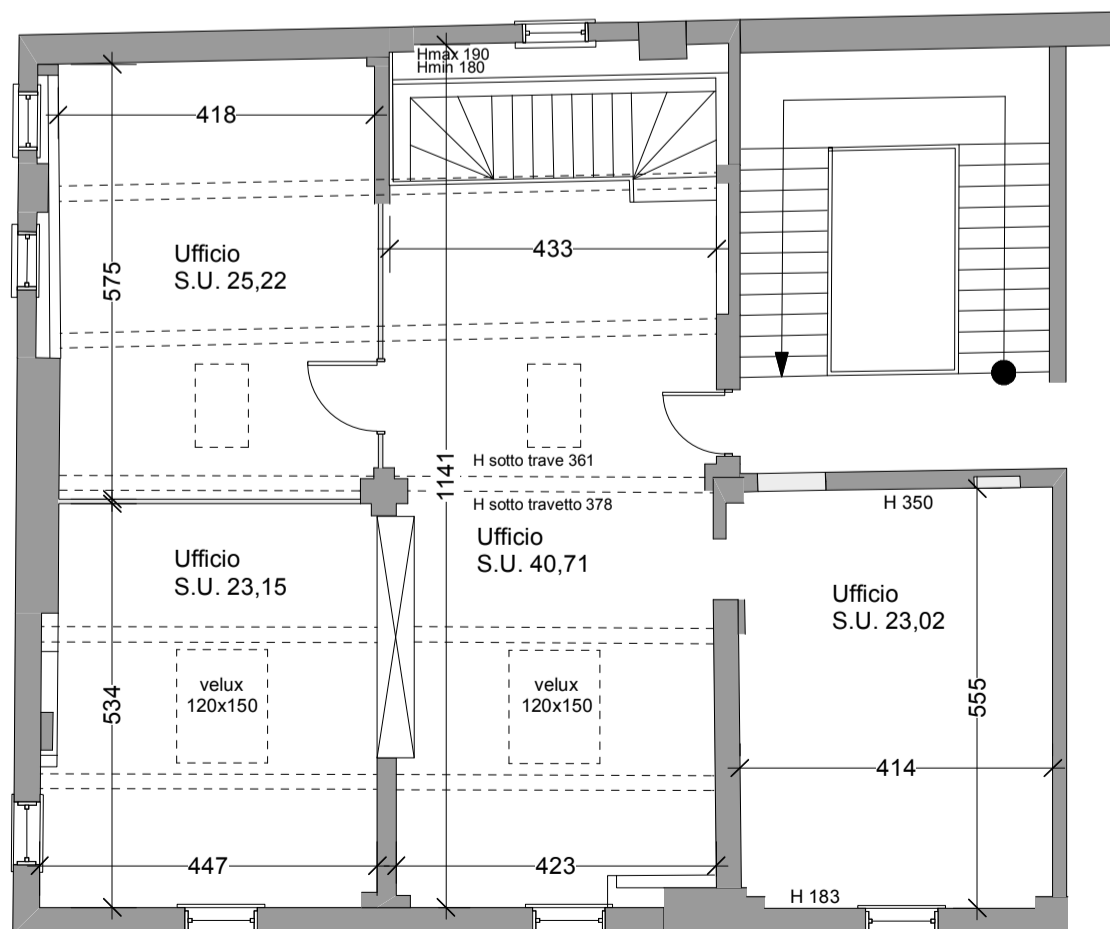 Hmax 190
Hmin 180
418
433
575
Ufficio
S.U. 25,22
1141
H sotto trave 361
H sotto travetto 378
H 350
Ufficio
S.U. 40,71
Ufficio
S.U. 23,15
Ufficio
S.U. 23,02
534
velux
120x150
velux
120x150
555
414
447
423
H 183